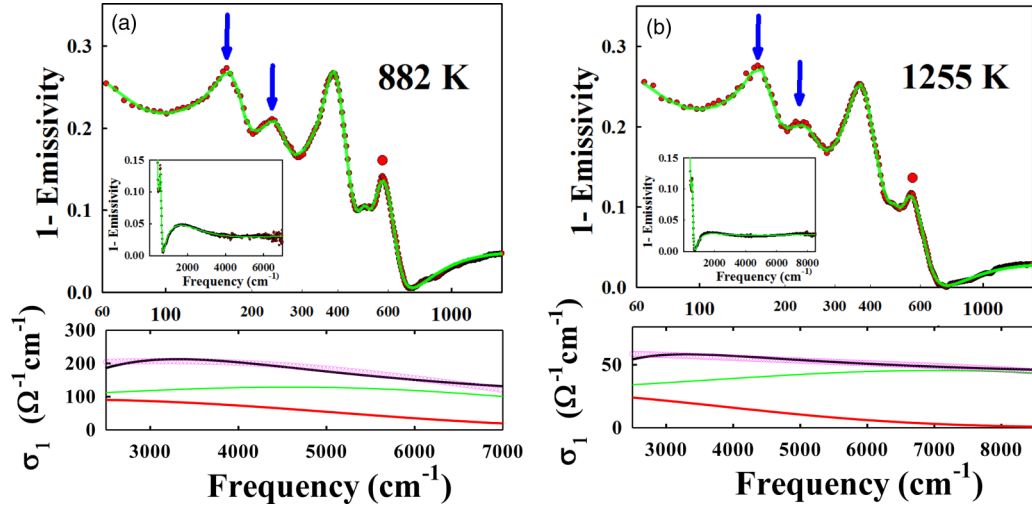 (a)
882 K
1- Emissivity
0.3
0.2
0.1
0.0
60 100 200 300 400 600 1000
1- Emissivity
0.15
0.10
0.05
0.00
2000 4000 6000
Frequency (cm-1)
σ1 (Ω-1cm-1)
300
200
100
0
3000 4000 5000 6000 7000
Frequency (cm-1)
(b)
1255 K
1- Emissivity
0.3
0.2
0.1
0.0
60 100 200 300 400 600 1000
1- Emissivity
0.15
0.10
0.05
0.00
2000 4000 6000 8000
Frequency (cm-1)
σ1 (Ω-1cm-1)
50
0
3000 4000 5000 6000 7000 8000
Frequency (cm-1)